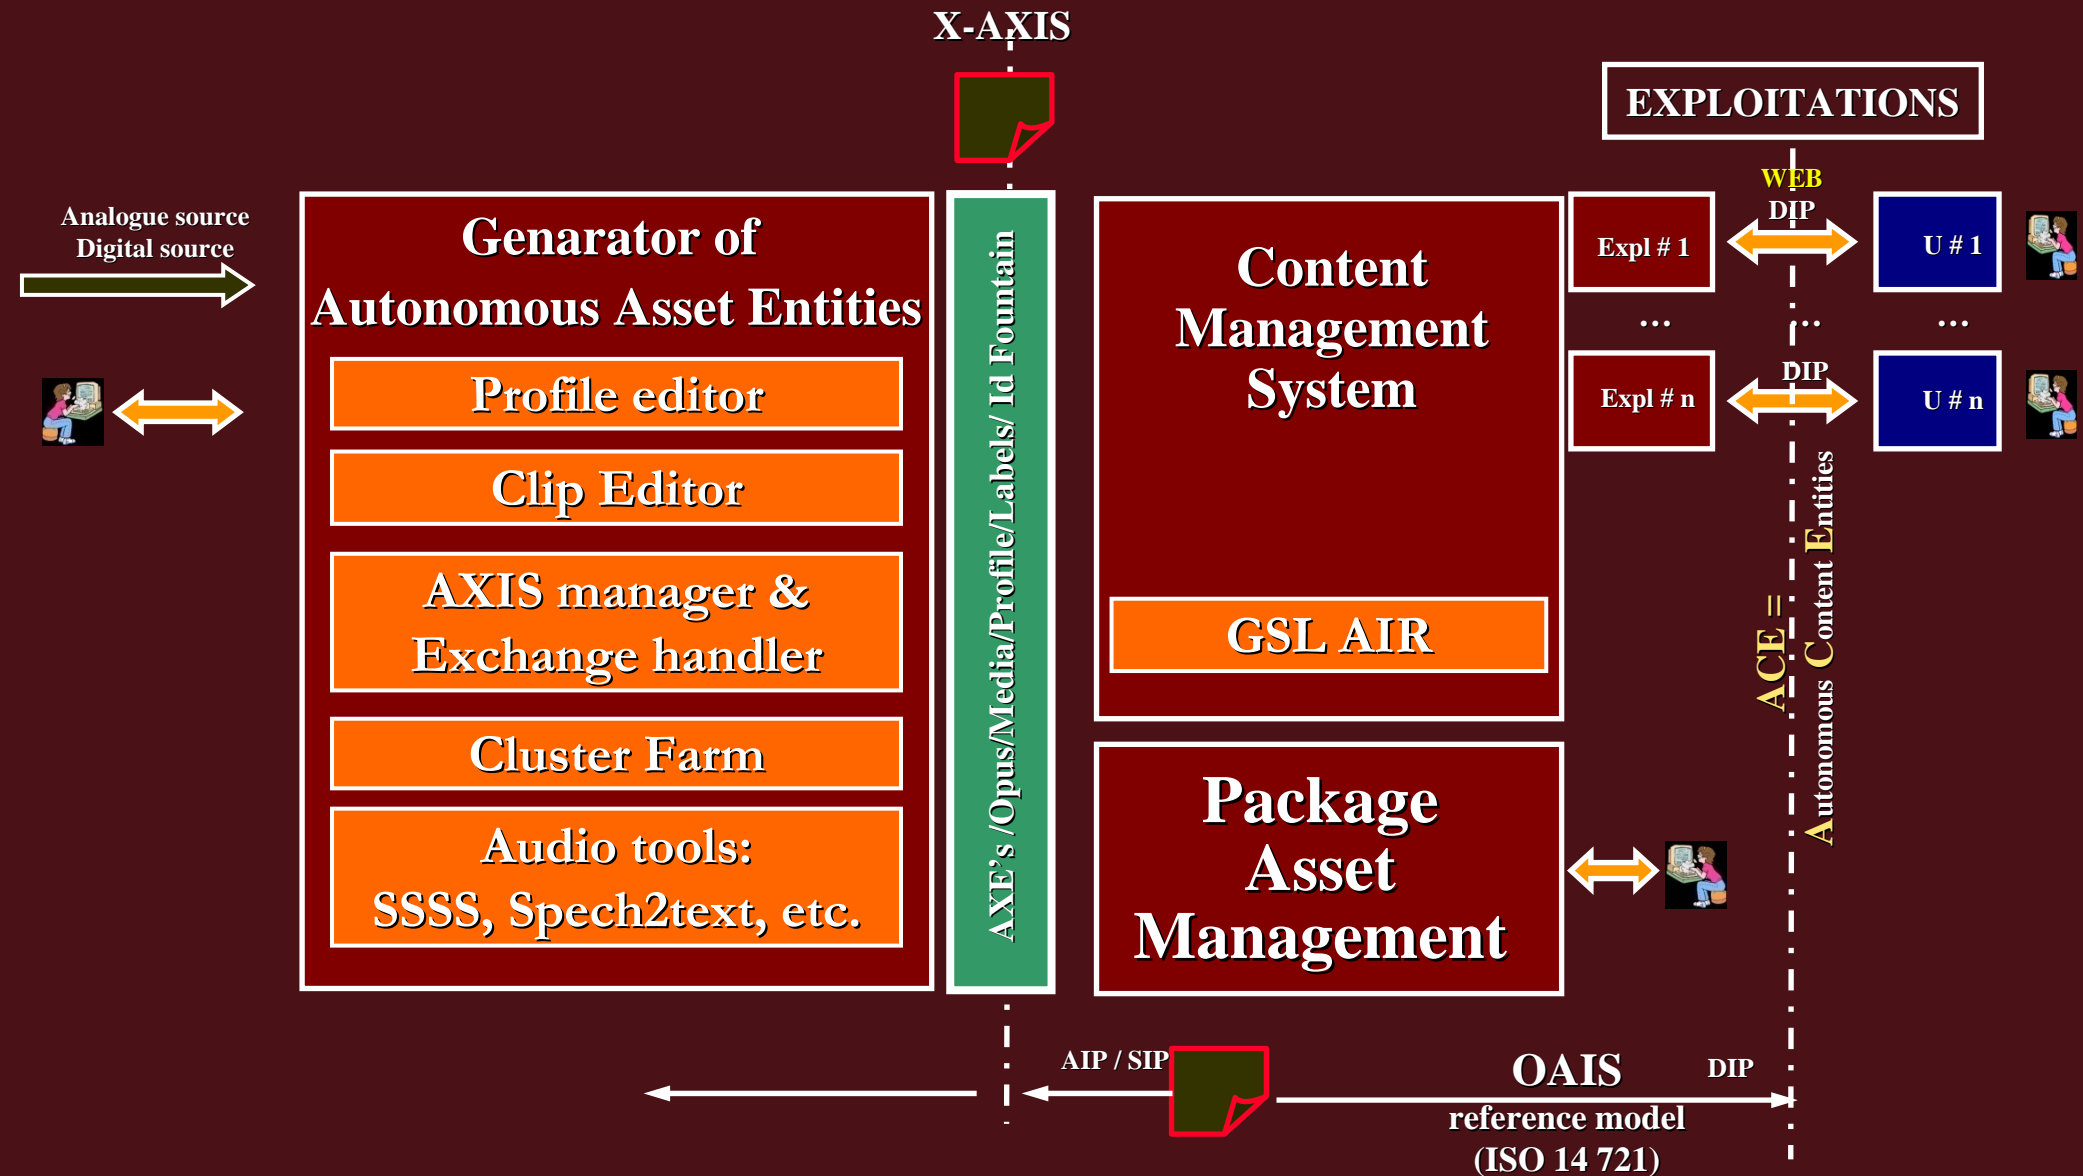 X-AXIS
EXPLOITATIONS
Analogue source
Digital source
Genarator of
Autonomous Asset Entities
Profile editor
Clip Editor
AXIS manager &
Exchange handler
Cluster Farm
Audio tools:
SSSS, Spech2text, etc.
AXE's /Opus/Media/Profile/Labels/ Id Fountain
Content
Management
System
GSL AIR
Package
Asset
Management
Expl # 1
WEB
DIP
U # 1
...
...
...
Expl # n
DIP
U # n
ACE =
Autonomous Content Entities
AIP / SIP
OAIS
DIP
reference model
(ISO 14 721)